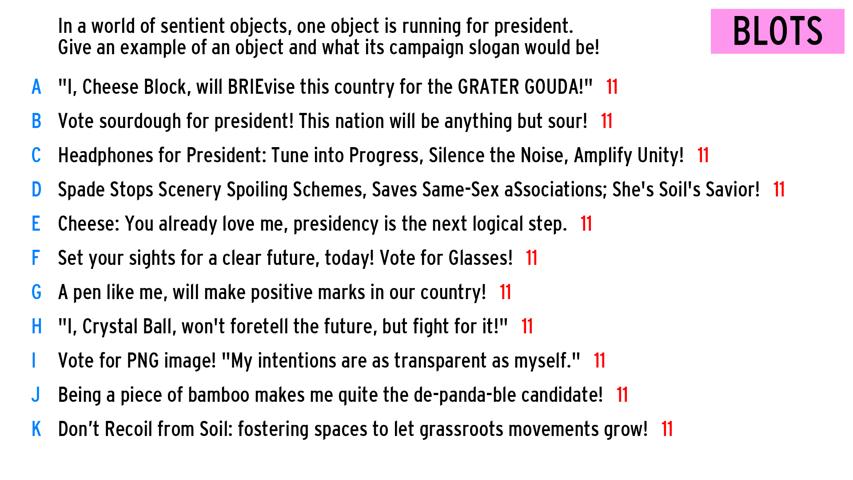 In a world of sentient objects, one object is running for president.
Give an example of an object and what its campaign slogan would be!
BLOTS
A "I, Cheese Block, will BRIEvise this country for the GRATER GOUDA!" 11
B Vote sourdough for president! This nation will be anything but sour! 11
C Headphones for President: Tune into Progress, Silence the Noise, Amplify Unity! 11
D Spade Stops Scenery Spoiling Schemes, Saves Same-Sex aSsociations; She's Soil's Savior! 11
E Cheese: You already love me, presidency is the next logical step. 11
F Set your sights for a clear future, today! Vote for Glasses! 11
G A pen like me, will make positive marks in our country! 11
H "I, Crystal Ball, won't foretell the future, but fight for it!" 11
I Vote for PNG image! "My intentions are as transparent as myself." 11
J Being a piece of bamboo makes me quite the de-panda-ble candidate! 11
K Don’t Recoil from Soil: fostering spaces to let grassroots movements grow! 11